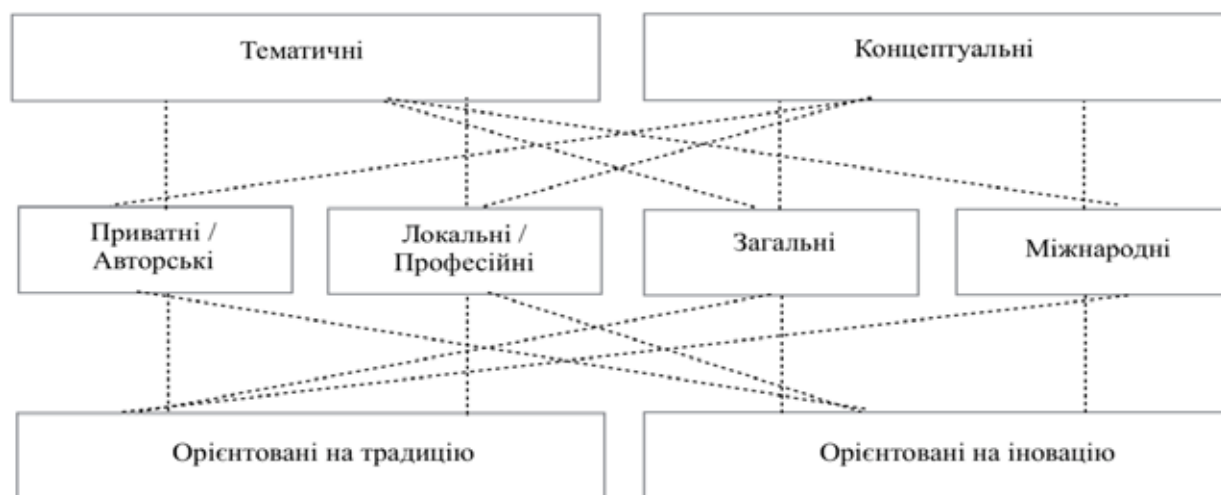 Тематичні
Концептуальні
Приватні /
Авторські
Локальні /
Професійні
Загальні
Міжнародні
Орієнтовані на традицію
Орієнтовані на іновацію